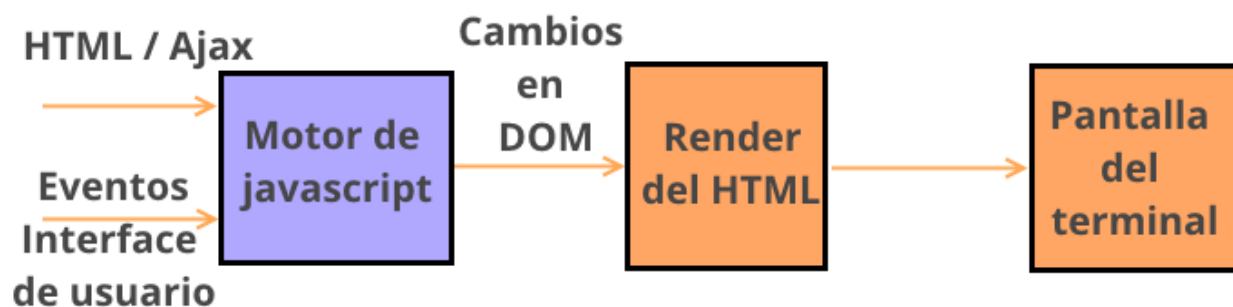 HTML / Ajax
Eventos
Interface
de usuario
Motor de
javascript
Cambios
en
DOM
Render
del HTML
Pantalla
del
terminal